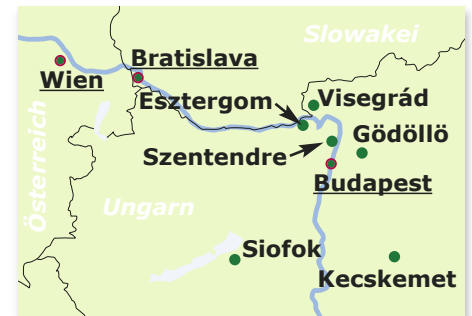 Slowakei
Bratislava
Wien
Esztergom
Visegrád
Gödöllö
Szentendre
Österreich
Budapest
Ungarn
Siofok
Kecskemet